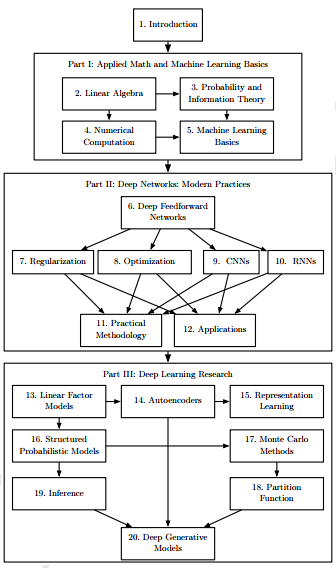 1. Introduction
Part I: Applied Math and Machine Learning Basics
2. Linear Algebra
3. Probability and
Information Theory
4. Numerical
Computation
5. Machine Learning
Basics
Part II: Deep Networks: Modern Practices
6. Deep Feedforward
Networks
7. Regularization
8. Optimization
9. CNNs
10. RNNs
11. Practical
Methodology
12. Applications
Part III: Deep Learning Research
13. Linear Factor
Models
14. Autoencoders
15. Representation
Learning
16. Structured
Probabilistic Models
17. Monte Carlo
Methods
19. Inference
18. Partition
Function
20. Deep Generative
Models